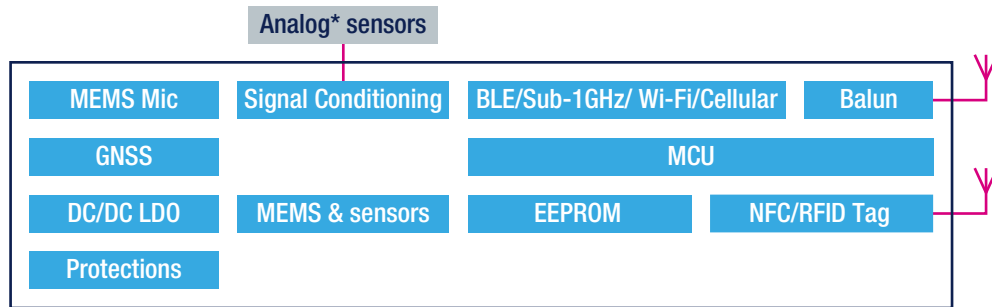 Analog* sensors
MEMS Mic
Signal Conditioning
BLE/Sub-1GHz/ Wi-Fi/Cellular
Balun
GNSS
MCU
DC/DC LDO
MEMS & sensors
EEPROM
NFC/RFID Tag
Protections